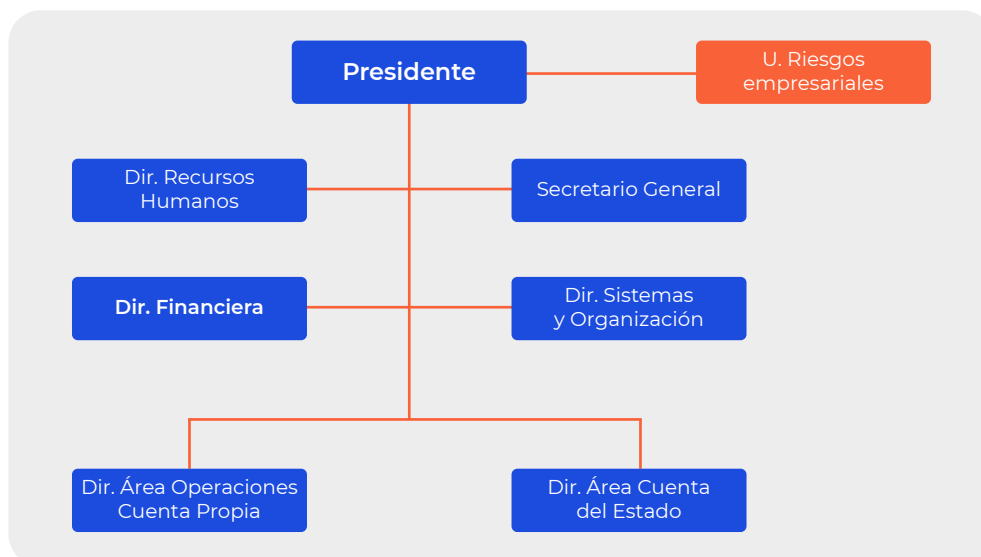 Presidente
U. Riesgos
empresariales
Dir. Recursos
Humanos
Secretario General
Dir. Financiera
Dir. Sistemas
y Organización
Dir. Área Operaciones
Cuenta Propia
Dir. Área Cuenta
del Estado